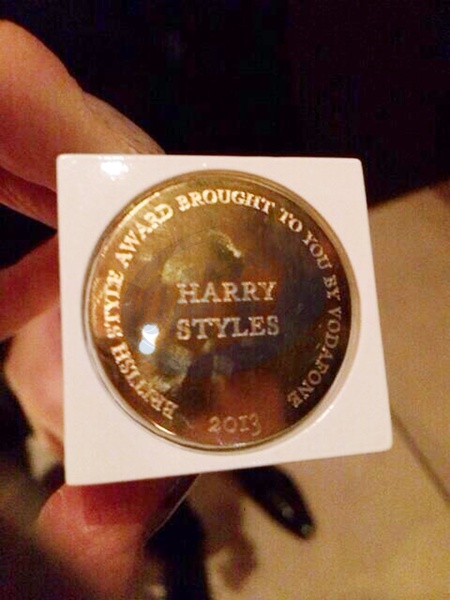 BRITISH STYLE AWARD BROUGHT TO YOU BY VODAFONE
HARRY
STYLES
2013